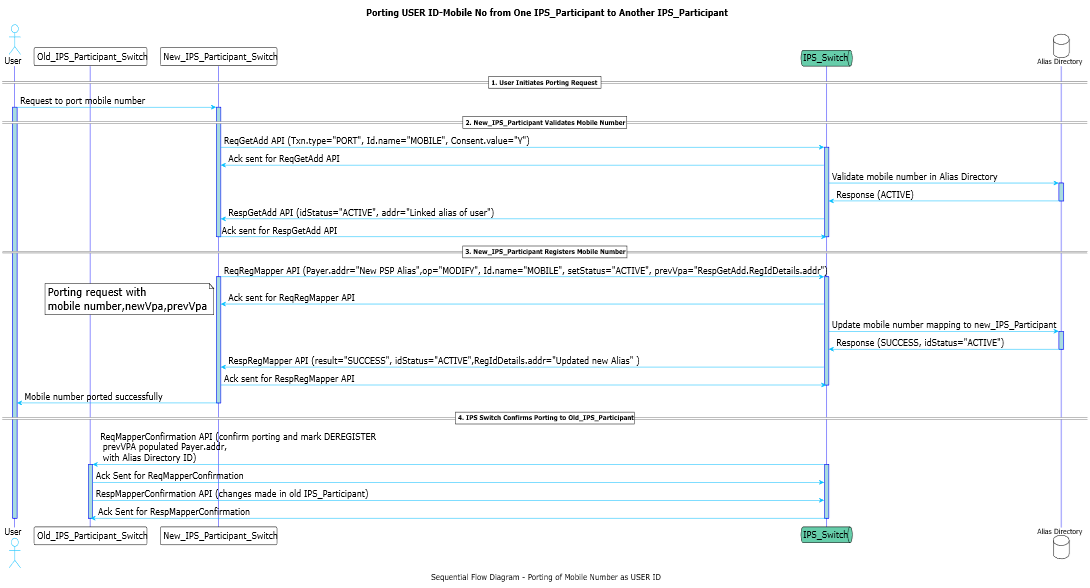 Porting USER ID-Mobile No from One IPS_Participant to Another IPS_Participant
User
Old_IPS_Participant_Switch
New_IPS_Participant_Switch
IPS_Switch
Alias Directory
1. User Initiates Porting Request
Request to port mobile number
2. New_IPS_Participant Validates Mobile Number
ReqGetAdd API (Txn.type="PORT", Id.name="MOBILE", Consent.value="Y")
Ack sent for ReqGetAdd API
Validate mobile number in Alias Directory
Response (ACTIVE)
RespGetAdd API (idStatus="ACTIVE", addr="Linked alias of user")
Ack sent for RespGetAdd API
3. New_IPS_Participant Registers Mobile Number
ReqRegMapper API (Payer.addr="New PSP Alias",op="MODIFY", Id.name="MOBILE", setStatus="ACTIVE", prevVpa="RespGetAdd.RegIdDetails.addr")
Porting request with
mobile number,newVpa,prevVpa
Ack sent for ReqRegMapper API
Update mobile number mapping to new_IPS_Participant
Response (SUCCESS, idStatus="ACTIVE")
RespRegMapper API (result="SUCCESS", idStatus="ACTIVE",RegIdDetails.addr="Updated new Alias" )
Ack sent for RespRegMapper API
Mobile number ported successfully
4. IPS Switch Confirms Porting to Old_IPS_Participant
ReqMapperConfirmation API (confirm porting and mark DEREGISTER
prevVPA populated Payer.addr,
with Alias Directory ID)
Ack Sent for ReqMapperConfirmation
RespMapperConfirmation API (changes made in old IPS_Participant)
Ack Sent for RespMapperConfirmation
User
Old_IPS_Participant_Switch
New_IPS_Participant_Switch
IPS_Switch
Alias Directory
Sequential Flow Diagram - Porting of Mobile Number as USER ID